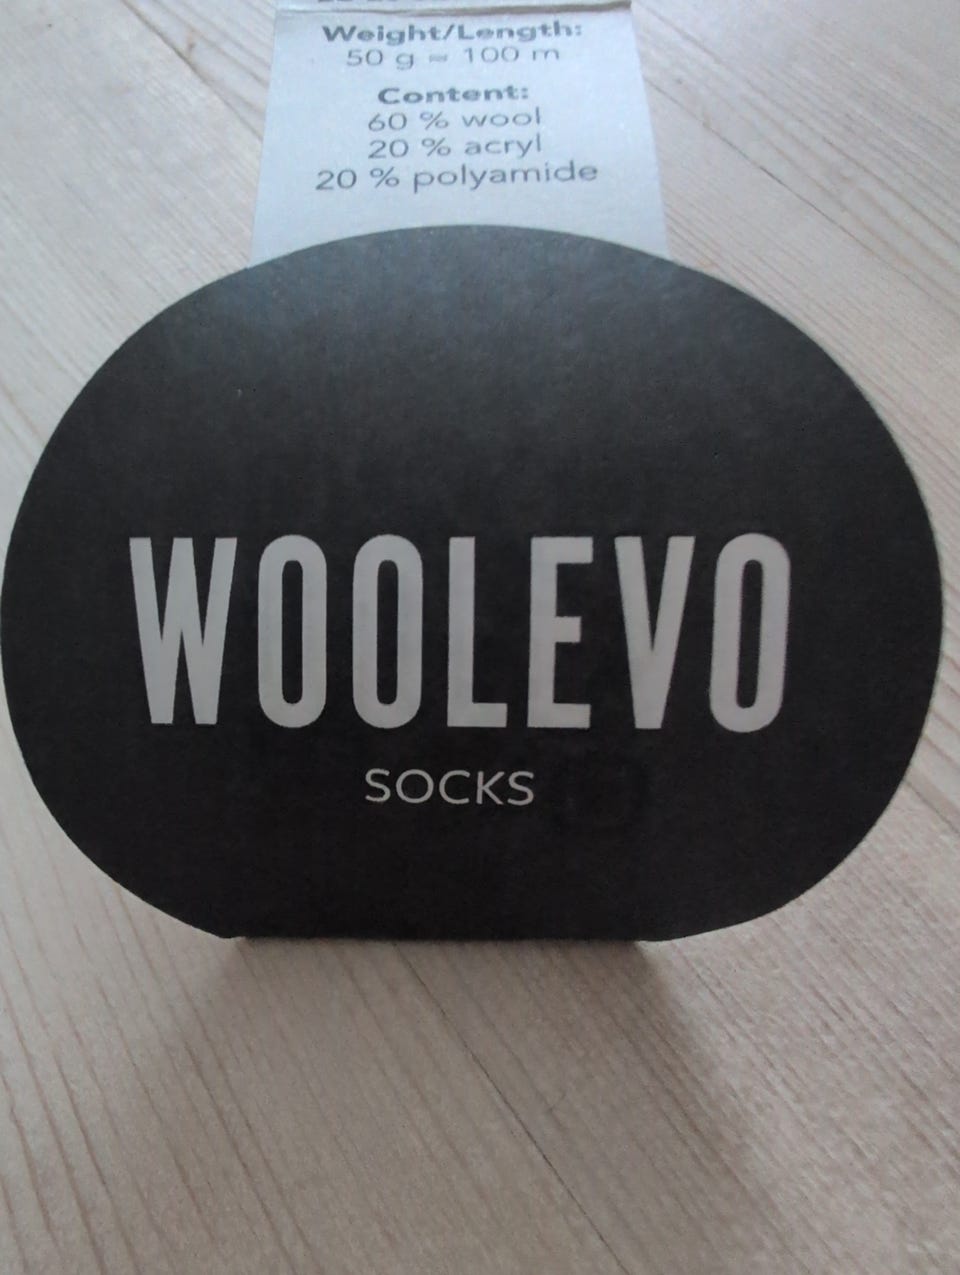 Weight/Length:
50 g ≈ 100 m
Content:
60 % wool
20 % acryl
20 % polyamide
WOOLEVO
SOCKS